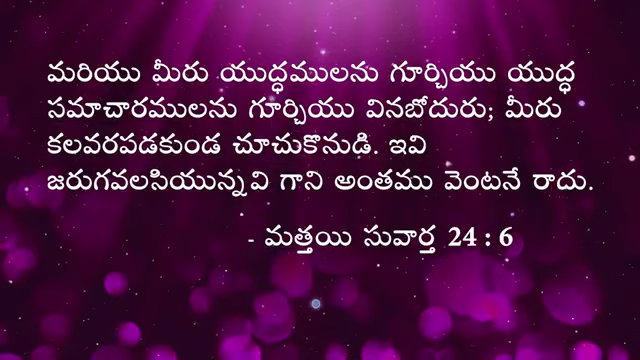 మరియు మీరు యుద్ధములను గూర్చియు యుద్ధ
సమాచారములను గూర్చియు వినబోదురు; మీరు
కలవరపడకుండ చూచుకొనుడి. ఇవి
జరుగవలసియున్నవి గాని అంతము వెంటనే రాదు.
- మత్తయి సువార్త 24 : 6